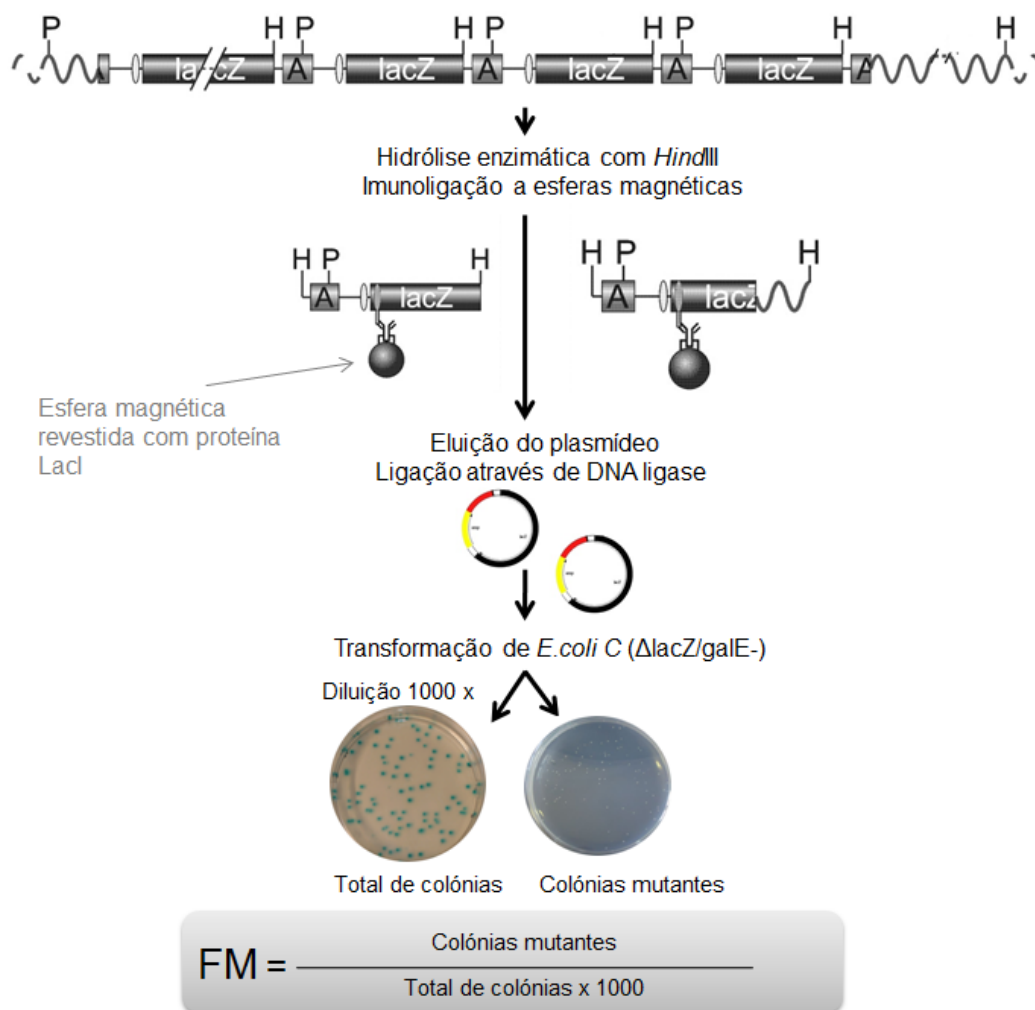 P H P H P H P H H
lacZ A lacZ A lacZ A lacZ A
Hidrólise enzimática com HindIII
Imunoligação a esferas magnéticas
H P H
A lacZ
H P H
A lacZ
Esfera magnética
revestida com proteína
LacI
Eluição do plasmídeo
Ligação através de DNA ligase
Transformação de E.coli C (ΔlacZ/galE-)
Diluição 1000 x
Total de colónias
Colónias mutantes
FM =
Colónias mutantes
Total de colónias x 1000